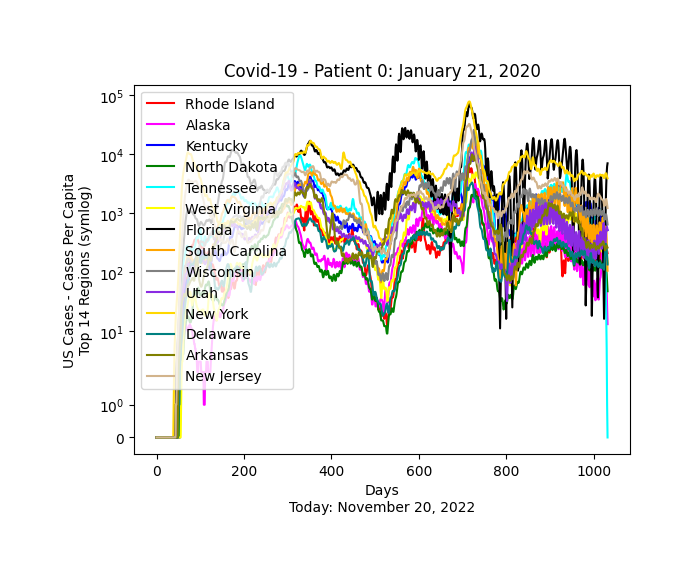 Covid-19 - Patient 0: January 21, 2020
US Cases - Cases Per Capita
Top 14 Regions (symlog)
10^5
10^4
10^3
10^2
10^1
10^0
0
Rhode Island
Alaska
Kentucky
North Dakota
Tennessee
West Virginia
Florida
South Carolina
Wisconsin
Utah
New York
Delaware
Arkansas
New Jersey
0 200 400 600 800 1000
Days
Today: November 20, 2022